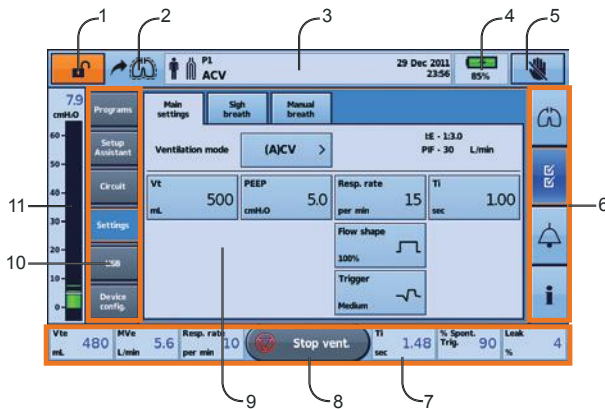 1 2 3 4 5
P1
ACV
29 Dec 2011
23:56
85%
7.9
cmH₂O
60
50
40
30
20
10
0
Programs
Setup
Assistant
Circuit
Settings
USB
Device
config.
Main
settings
Sigh
breath
Manual
breath
Ventilation mode
(A)CV >
I:E - 1:3.0
PIF - 30 L/min
Vt
500
mL
PEEP
5.0
cmH₂O
Resp. rate
15
per min
Ti
1.00
sec
Flow shape
100%
Trigger
Medium
i
6
11
10
Vte
480
mL
MVe
5.6
L/min
Resp. rate
10
per min
Stop vent.
Ti
1.48
sec
% Spont.
Trig.
90
Leak
4
%
9 8 7